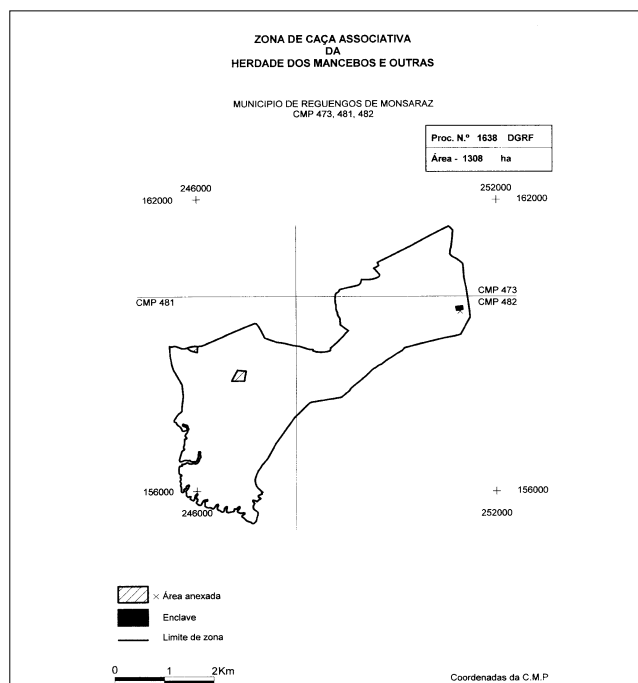 ZONA DE CAÇA ASSOCIATIVA
DA
HERDADE DOS MANCEBOS E OUTRAS
MUNICIPIO DE REGUENGOS DE MONSARAZ
CMP 473, 481, 482
Proc. N.º 1638 DGRF
Área - 1308 ha
246000
252000
162000
162000
CMP 481
CMP 473
CMP 482
156000
156000
246000
252000
× Área anexada
Enclave
Limite de zona
0 1 2Km
Coordenadas da C.M.P